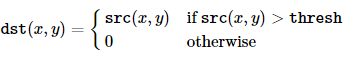 dst(x, y) = { src(x, y) if src(x, y) > thresh
0 otherwise